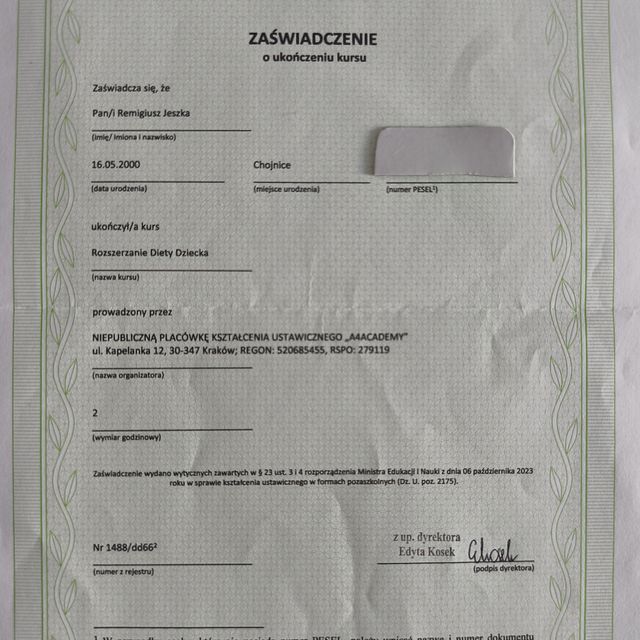 ZAŚWIADCZENIE
o ukończeniu kursu
Zaświadcza się, że
Pan/i Remigiusz Jeszka
(imię/ imiona i nazwisko)
16.05.2000 Chojnice
(data urodzenia) (miejsce urodzenia) (numer PESEL¹)
ukończył/a kurs
Rozszerzanie Diety Dziecka
(nazwa kursu)
prowadzony przez
NIEPUBLICZNĄ PLACÓWKĘ KSZTAŁCENIA USTAWICZNEGO „A4ACADEMY"
ul. Kapelanka 12, 30-347 Kraków; REGON: 520685455, RSPO: 279119
(nazwa organizatora)
2
(wymiar godzinowy)
Zaświadczenie wydano wytycznych zawartych w § 23 ust. 3 i 4 rozporządzenia Ministra Edukacji i Nauki z dnia 06 października 2023
roku w sprawie kształcenia ustawicznego w formach pozaszkolnych (Dz. U. poz. 2175).
z up. dyrektora
Nr 1488/dd66² Edyta Kosek
(numer z rejestru) (podpis dyrektora)